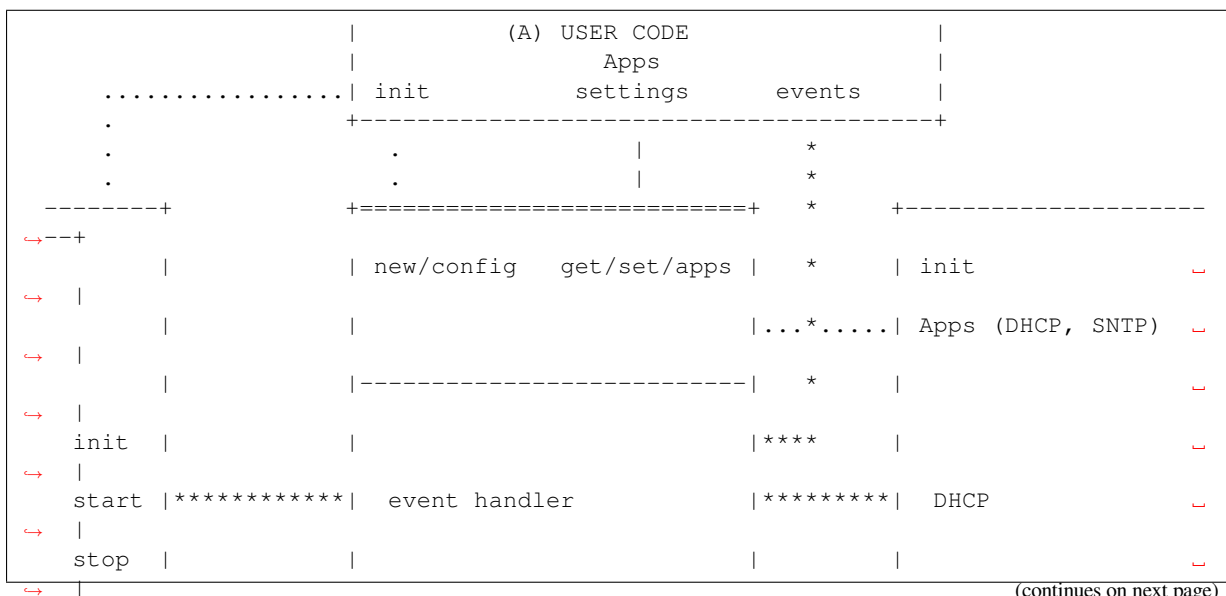 |          (A) USER CODE                 |
                      |                 Apps                   |
    .................| init          settings      events     |
    .                +----------------------------------------+
    .                   .                |           *
    .                   .                |           *
--------+            +===========================+   *     +---------------------
↪--+
        |            | new/config   get/set/apps |   *     | init                ␣
↪  |
        |            |                           |...*.....| Apps (DHCP, SNTP)   ␣
↪  |
        |            |---------------------------|   *     |                     ␣
↪  |
  init  |            |                           |****     |                     ␣
↪  |
  start |************|  event handler            |*********|  DHCP               ␣
↪  |
  stop  |            |                           |         |                     ␣
↪  |
(continues on next page)